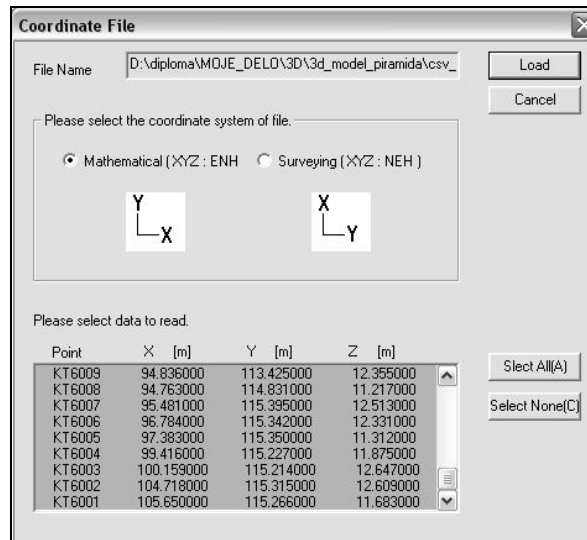 Coordinate File
File Name D:\diploma\MOJE_DELO\3D\3d_model_piramida\csv_ Load
Cancel
Please select the coordinate system of file.
Mathematical ( XYZ : ENH Surveying ( XYZ : NEH )
Y X
X Y
Please select data to read.
Point X [m] Y [m] Z [m]
KT6009 94.836000 113.425000 12.355000
KT6008 94.763000 114.831000 11.217000
KT6007 95.481000 115.395000 12.513000
KT6006 96.784000 115.342000 12.331000
KT6005 97.383000 115.350000 11.312000
KT6004 99.416000 115.227000 11.875000
KT6003 100.159000 115.214000 12.647000
KT6002 104.718000 115.315000 12.609000
KT6001 105.650000 115.266000 11.683000
Slect All(A)
Select None(C)